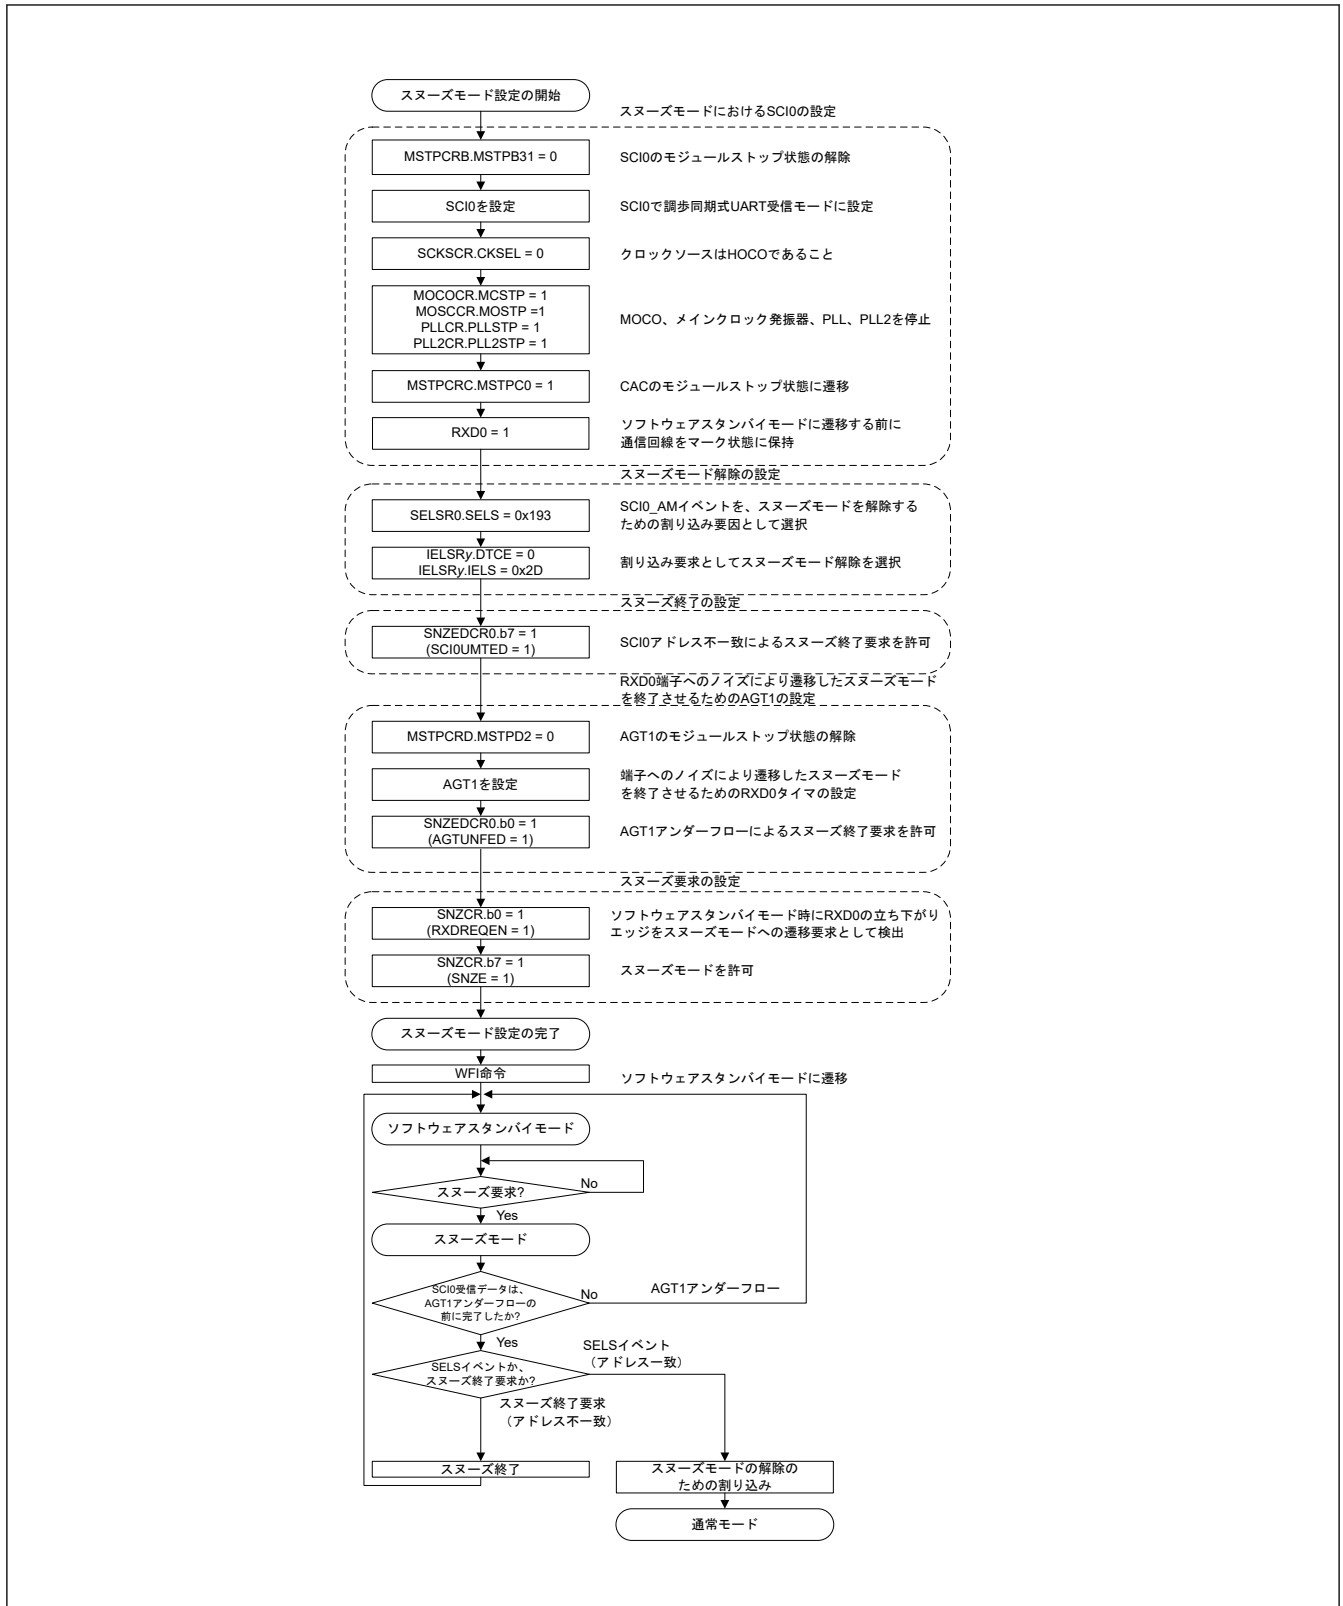 スヌーズモード設定の開始
スヌーズモードにおけるSCI0の設定
MSTPCRB.MSTPB31 = 0
SCI0のモジュールストップ状態の解除
SCI0を設定
SCI0で調歩同期式UART受信モードに設定
SCKSCR.CKSEL = 0
クロックソースはHOCOであること
MOCOCR.MCSTP = 1
MOSCCR.MOSTP =1
PLLCR.PLLSTP = 1
PLL2CR.PLL2STP = 1
MOCO、メインクロック発振器、PLL、PLL2を停止
MSTPCRC.MSTPC0 = 1
CACのモジュールストップ状態に遷移
RXD0 = 1
ソフトウェアスタンバイモードに遷移する前に
通信回線をマーク状態に保持
スヌーズモード解除の設定
SELSR0.SELS = 0x193
SCI0_AMイベントを、スヌーズモードを解除する
ための割り込み要因として選択
IELSRy.DTCE = 0
IELSRy.IELS = 0x2D
割り込み要求としてスヌーズモード解除を選択
スヌーズ終了の設定
SNZEDCR0.b7 = 1
(SCI0UMTED = 1)
SCI0アドレス不一致によるスヌーズ終了要求を許可
RXD0端子へのノイズにより遷移したスヌーズモード
を終了させるためのAGT1の設定
MSTPCRD.MSTPD2 = 0
AGT1のモジュールストップ状態の解除
AGT1を設定
端子へのノイズにより遷移したスヌーズモード
を終了させるためのRXD0タイマの設定
SNZEDCR0.b0 = 1
(AGTUNFED = 1)
AGT1アンダーフローによるスヌーズ終了要求を許可
スヌーズ要求の設定
SNZCR.b0 = 1
(RXDREQEN = 1)
ソフトウェアスタンバイモード時にRXD0の立ち下がり
エッジをスヌーズモードへの遷移要求として検出
SNZCR.b7 = 1
(SNZE = 1)
スヌーズモードを許可
スヌーズモード設定の完了
WFI命令
ソフトウェアスタンバイモードに遷移
ソフトウェアスタンバイモード
スヌーズ要求?
No
Yes
スヌーズモード
SCI0受信データは、
AGT1アンダーフローの
前に完了したか?
No
AGT1アンダーフロー
Yes
SELSイベントか、
スヌーズ終了要求か?
SELSイベント
（アドレス一致）
スヌーズ終了要求
（アドレス不一致）
スヌーズ終了
スヌーズモードの解除の
ための割り込み
通常モード